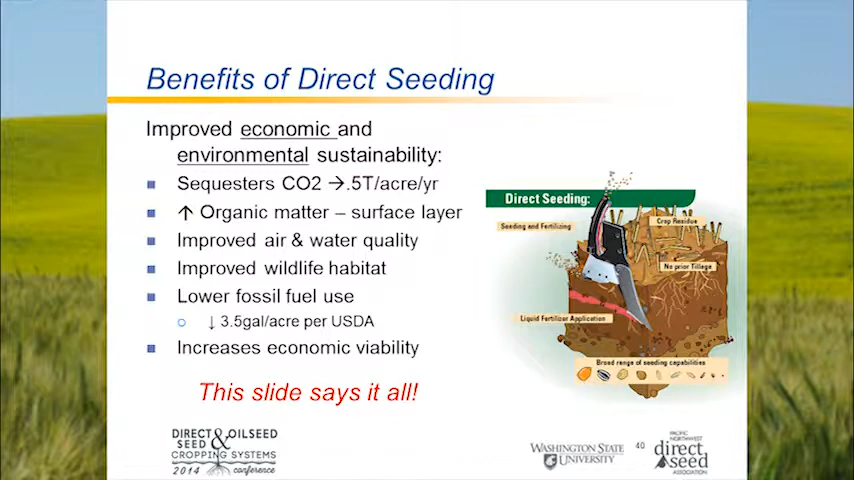 Benefits of Direct Seeding
Improved economic and
environmental sustainability:
Sequesters CO2 →.5T/acre/yr
↑ Organic matter – surface layer
Improved air & water quality
Improved wildlife habitat
Lower fossil fuel use
↓ 3.5gal/acre per USDA
Increases economic viability
This slide says it all!
Direct Seeding:
Seeding and Fertilizing
Crop Residue
No prior Tillage
Liquid Fertilizer Application
Broad range of seeding capabilities
DIRECT & OILSEED
SEED
CROPPING SYSTEMS
2014 conference
WASHINGTON STATE
UNIVERSITY
40
PACIFIC
NORTHWEST
direct
seed
ASSOCIATION